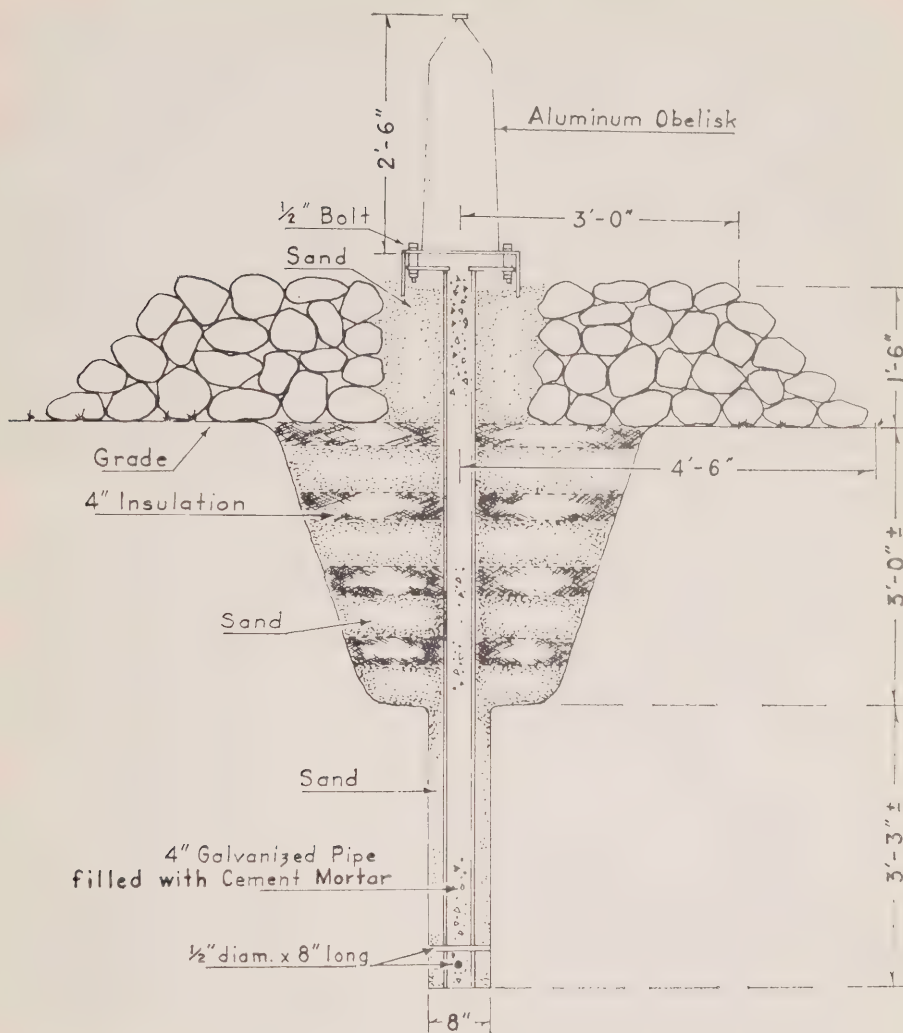 2'-6"
Aluminum Obelisk
3'-0"
½" Bolt
Sand
1'-6"
Grade
4'-6"
4" Insulation
3'-0" ±
Sand
Sand
3'-3" ±
4" Galvanized Pipe
filled with Cement Mortar
½" diam. x 8" long
8"